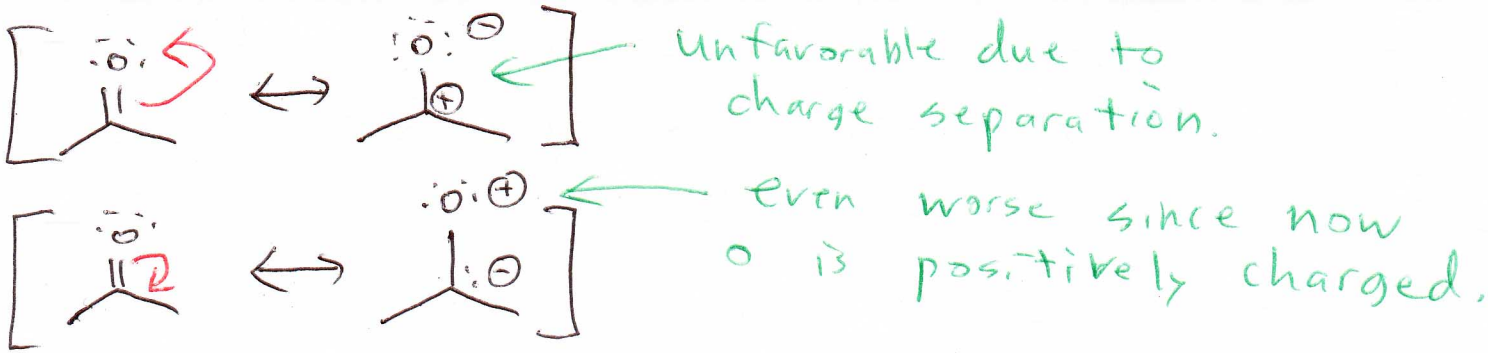 O
O
⊖
⊕
unfavorable due to
charge separation.
O
O
⊕
⊖
even worse since now
O is positively charged.